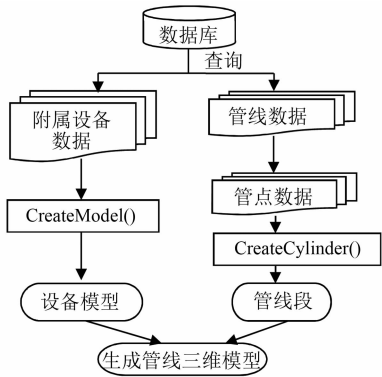 数据库
查询
附属设备
数据
管线数据
管点数据
CreateModel()
CreateCylinder()
设备模型
管线段
生成管线三维模型